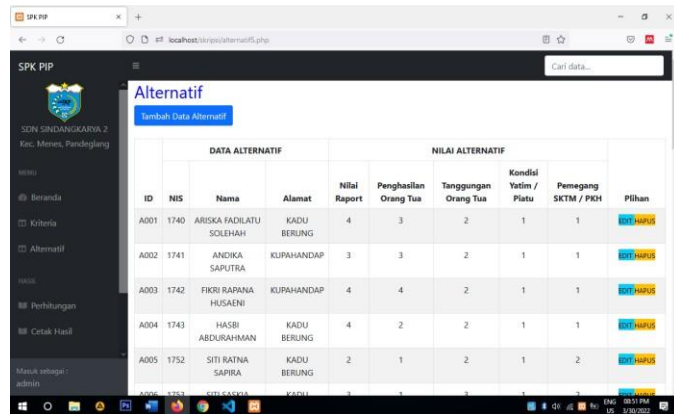 SPK PIP
localhost/skripsi/alternatif5.php
SPK PIP
Cari data...
SDN SINDANGKARYA 2
Kec. Menes, Pandeglang
MENU
Beranda
Kriteria
Alternatif
HASIL
Perhitungan
Cetak Hasil
Masuk sebagai :
admin
Alternatif
Tambah Data Alternatif
DATA ALTERNATIF NILAI ALTERNATIF
ID NIS Nama Alamat Nilai Raport Penghasilan Orang Tua Tanggungan Orang Tua Kondisi Yatim / Piatu Pemegang SKTM / PKH Plihan
A001 1740 ARISKA FADILATU SOLEHAH KADU BERUNG 4 3 2 1 1 EDIT HAPUS
A002 1741 ANDIKA SAPUTRA KUPAHANDAP 3 3 2 1 1 EDIT HAPUS
A003 1742 FIKRI RAPANA HUSAENI KUPAHANDAP 4 4 2 1 1 EDIT HAPUS
A004 1743 HASBI ABDURAHMAN KADU BERUNG 4 2 2 1 1 EDIT HAPUS
A005 1752 SITI RATNA SAPIRA KADU BERUNG 2 1 2 1 2 EDIT HAPUS
A006 1753 SITI SASKIA KADU
ENG
US
08:51 PM
3/30/2022